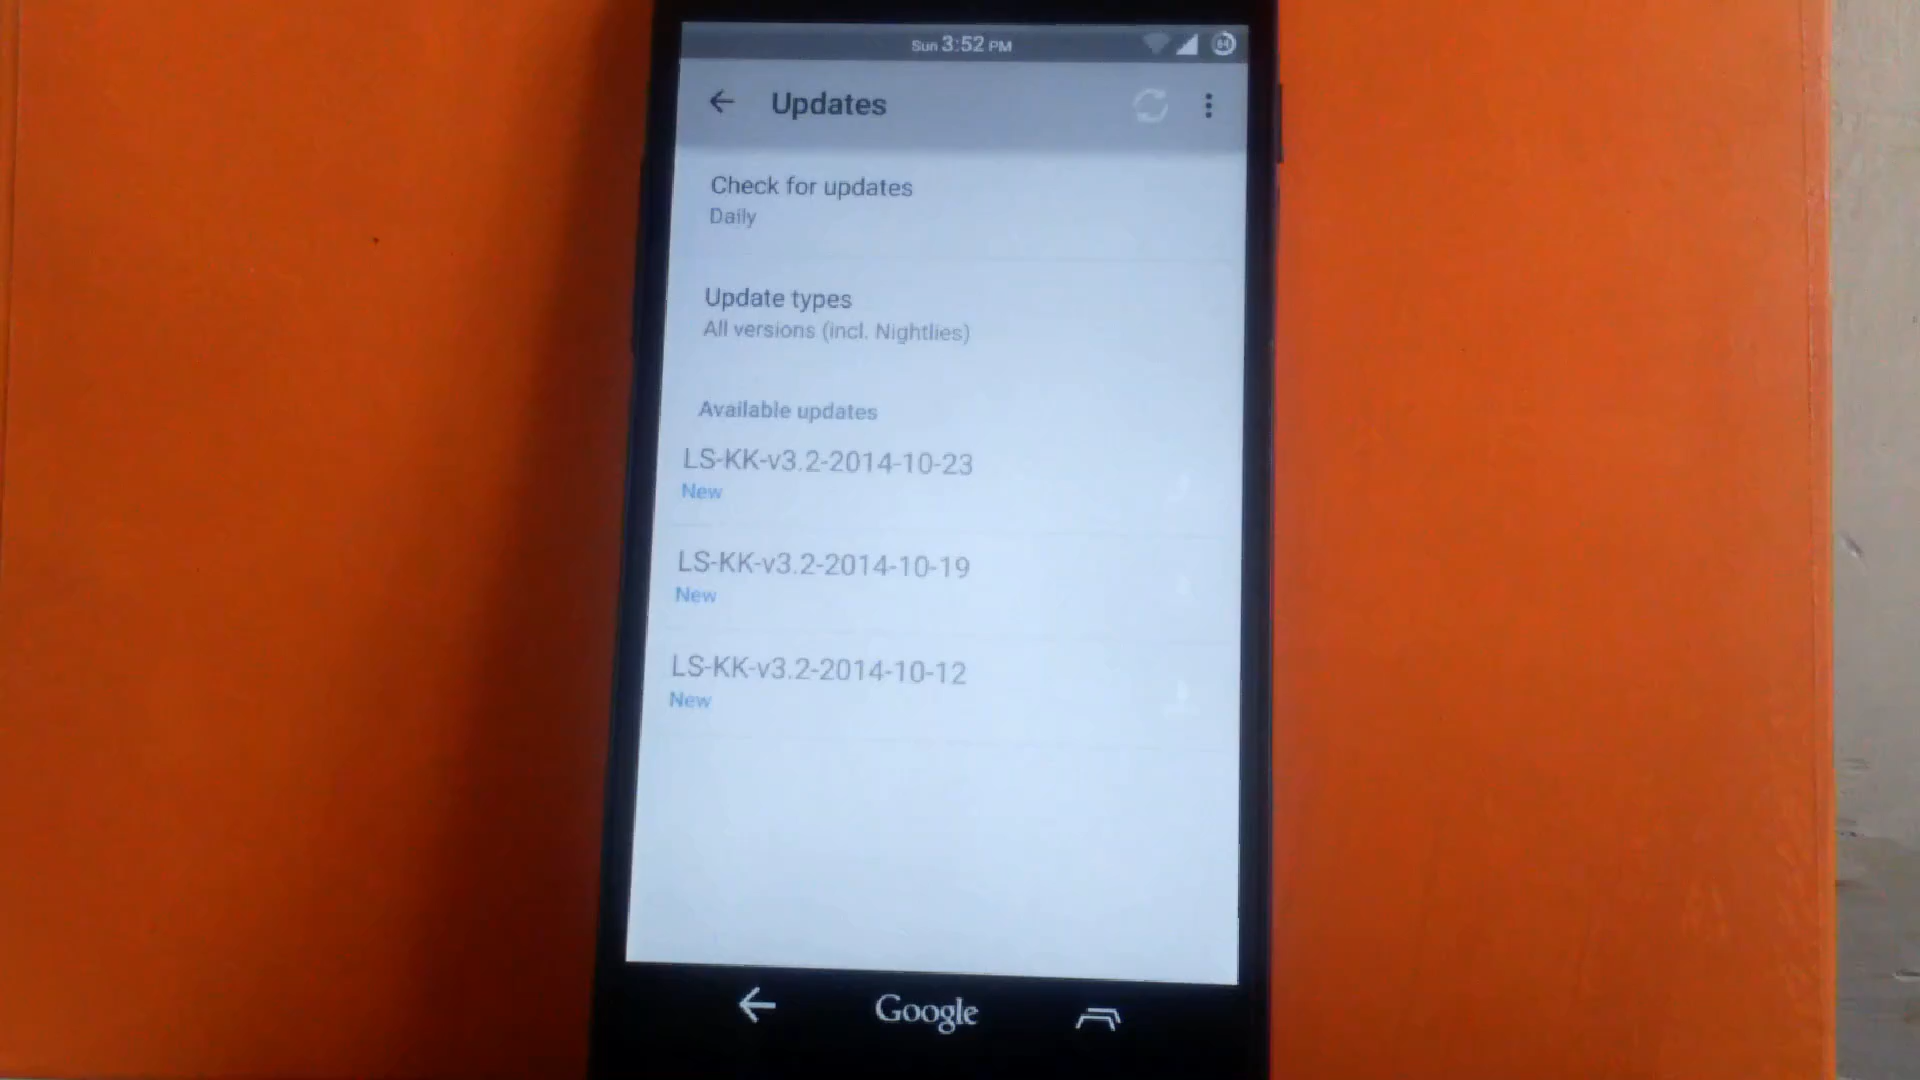 Sun 3:52 PM
Updates
Check for updates
Daily
Update types
All versions (incl. Nightlies)
Available updates
LS-KK-v3.2-2014-10-23
New
LS-KK-v3.2-2014-10-19
New
LS-KK-v3.2-2014-10-12
New
Google